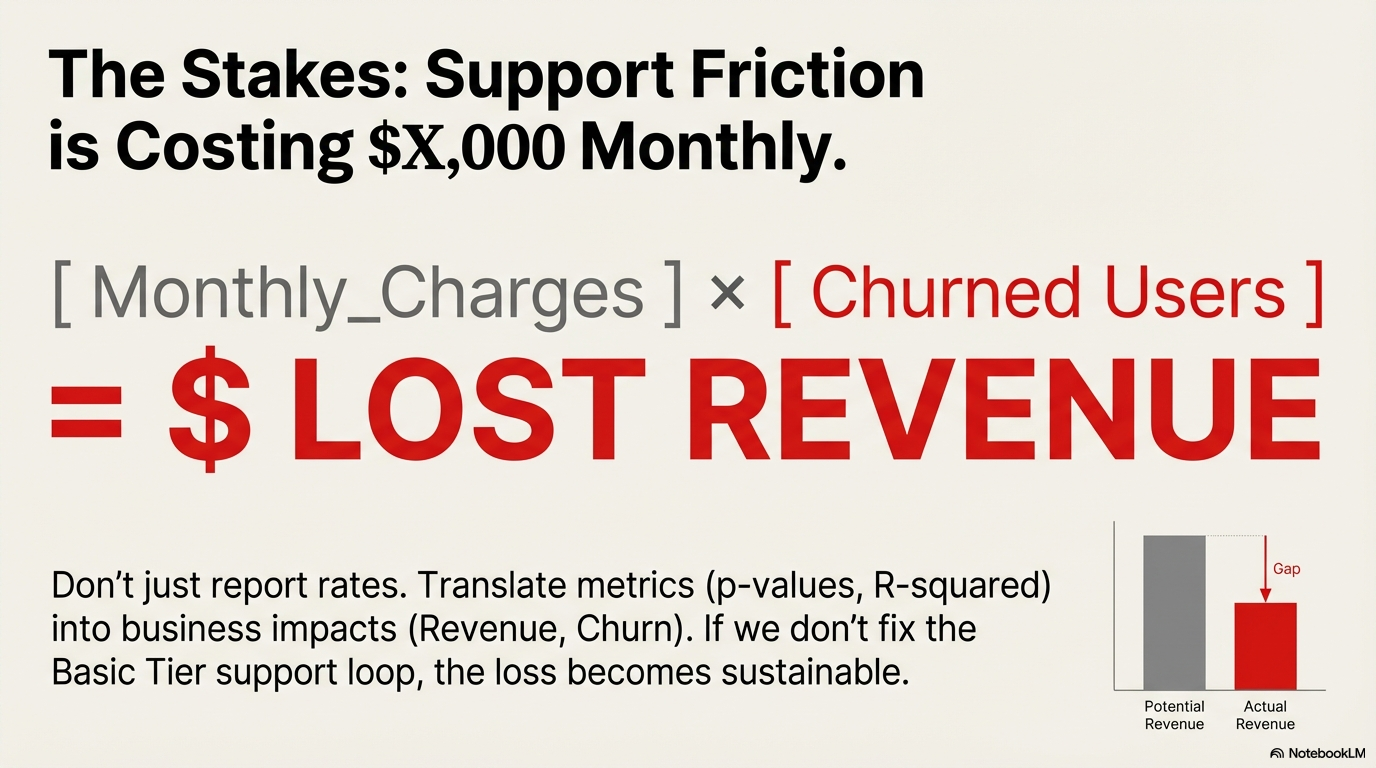 The Stakes: Support Friction
is Costing $X,000 Monthly.
[ Monthly_Charges ] × [ Churned Users ]
= $ LOST REVENUE
Don’t just report rates. Translate metrics (p-values, R-squared)
into business impacts (Revenue, Churn). If we don’t fix the
Basic Tier support loop, the loss becomes sustainable.
Gap
Potential
Revenue
Actual
Revenue
NotebookLM